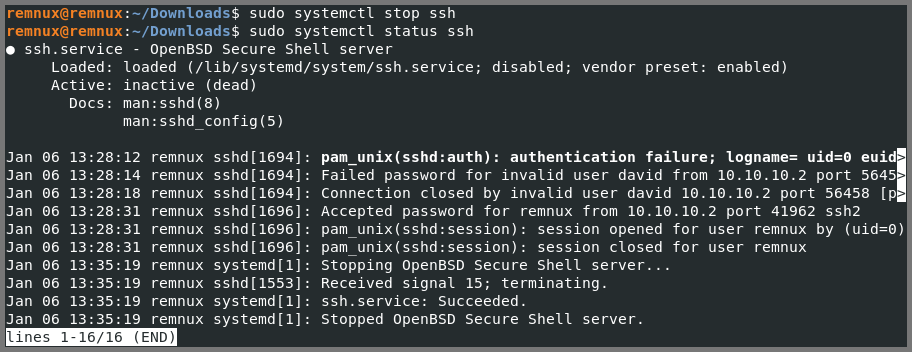 remnux@remnux:~/Downloads$ sudo systemctl stop ssh
remnux@remnux:~/Downloads$ sudo systemctl status ssh
● ssh.service - OpenBSD Secure Shell server
     Loaded: loaded (/lib/systemd/system/ssh.service; disabled; vendor preset: enabled)
     Active: inactive (dead)
       Docs: man:sshd(8)
             man:sshd_config(5)

Jan 06 13:28:12 remnux sshd[1694]: pam_unix(sshd:auth): authentication failure; logname= uid=0 euid>
Jan 06 13:28:14 remnux sshd[1694]: Failed password for invalid user david from 10.10.10.2 port 5645>
Jan 06 13:28:18 remnux sshd[1694]: Connection closed by invalid user david 10.10.10.2 port 56458 [p>
Jan 06 13:28:31 remnux sshd[1696]: Accepted password for remnux from 10.10.10.2 port 41962 ssh2
Jan 06 13:28:31 remnux sshd[1696]: pam_unix(sshd:session): session opened for user remnux by (uid=0)
Jan 06 13:28:31 remnux sshd[1696]: pam_unix(sshd:session): session closed for user remnux
Jan 06 13:35:19 remnux systemd[1]: Stopping OpenBSD Secure Shell server...
Jan 06 13:35:19 remnux sshd[1553]: Received signal 15; terminating.
Jan 06 13:35:19 remnux systemd[1]: ssh.service: Succeeded.
Jan 06 13:35:19 remnux systemd[1]: Stopped OpenBSD Secure Shell server.
lines 1-16/16 (END)